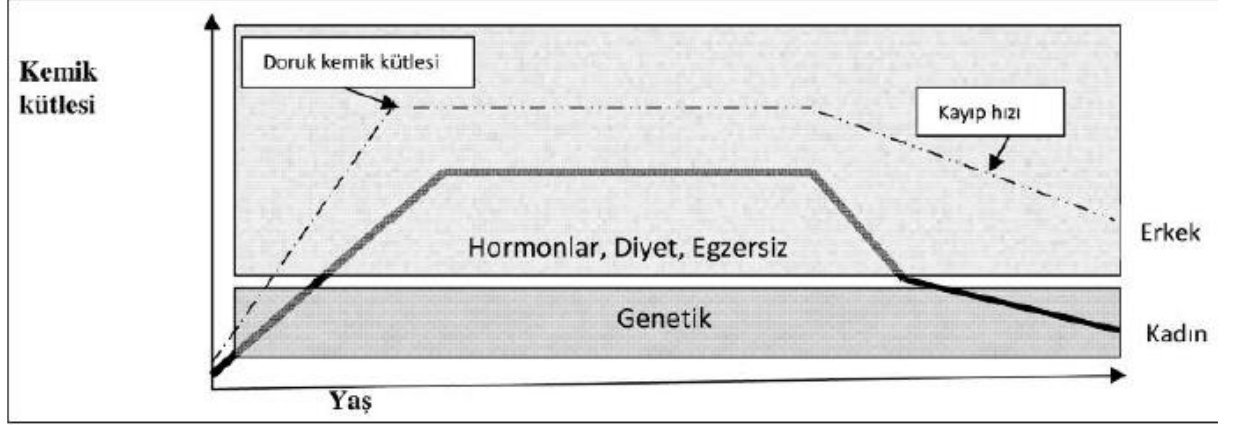 Kemik
kütlesi
Doruk kemik kütlesi
Kayıp hızı
Hormonlar, Diyet, Egzersiz
Erkek
Genetik
Kadın
Yaş